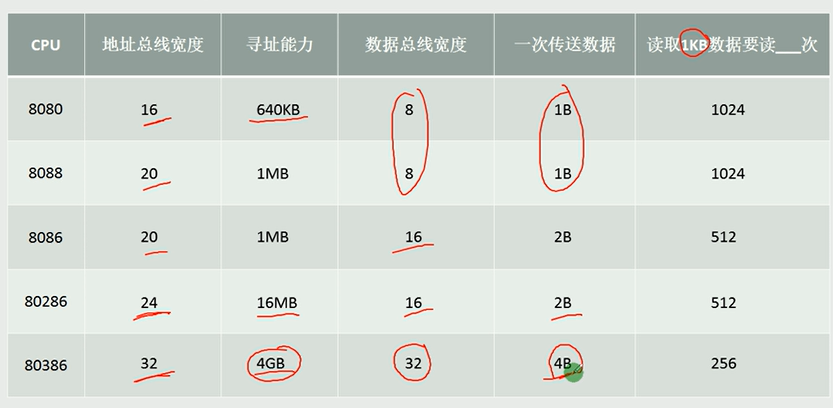 CPU 地址总线宽度 寻址能力 数据总线宽度 一次传送数据 读取1KB数据要读___次
8080 16 640KB 8 1B 1024
8088 20 1MB 8 1B 1024
8086 20 1MB 16 2B 512
80286 24 16MB 16 2B 512
80386 32 4GB 32 4B 256